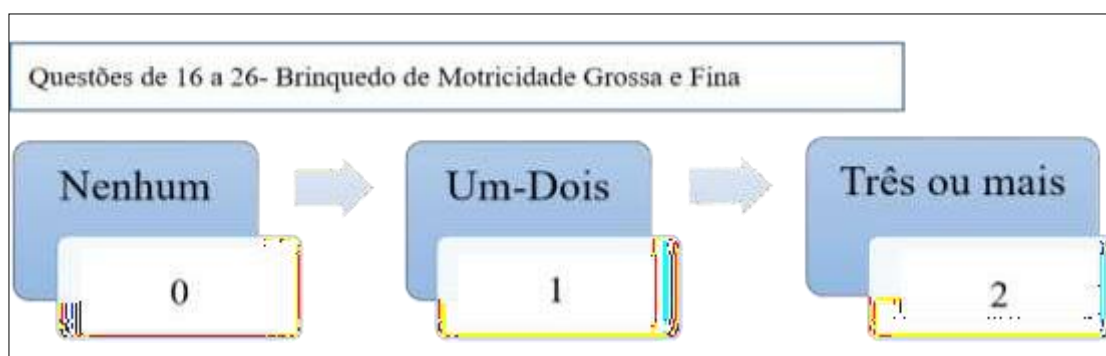 Questões de 16 a 26- Brinquedo de Motricidade Grossa e Fina
Nenhum
0
Um-Dois
1
Três ou mais
2